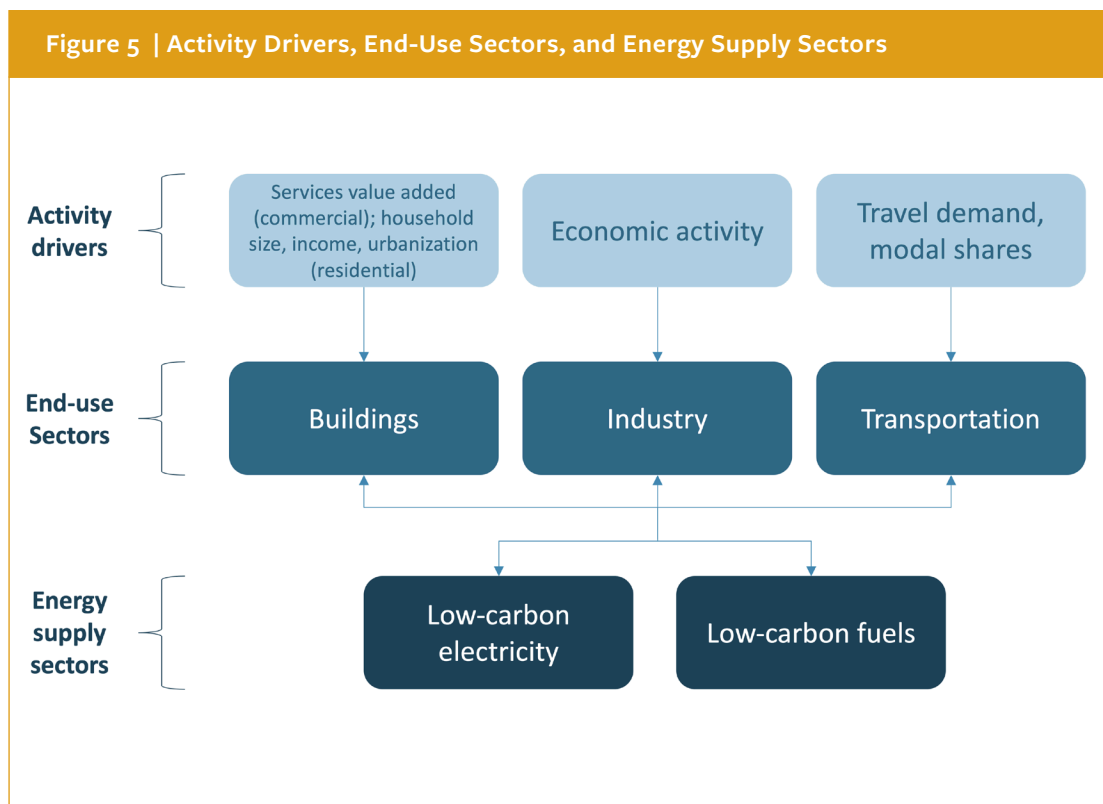 Figure 5 | Activity Drivers, End-Use Sectors, and Energy Supply Sectors
Activity
drivers
Services value added
(commercial); household
size, income, urbanization
(residential)
Economic activity
Travel demand,
modal shares
End-use
Sectors
Buildings
Industry
Transportation
Energy
supply
sectors
Low-carbon
electricity
Low-carbon fuels